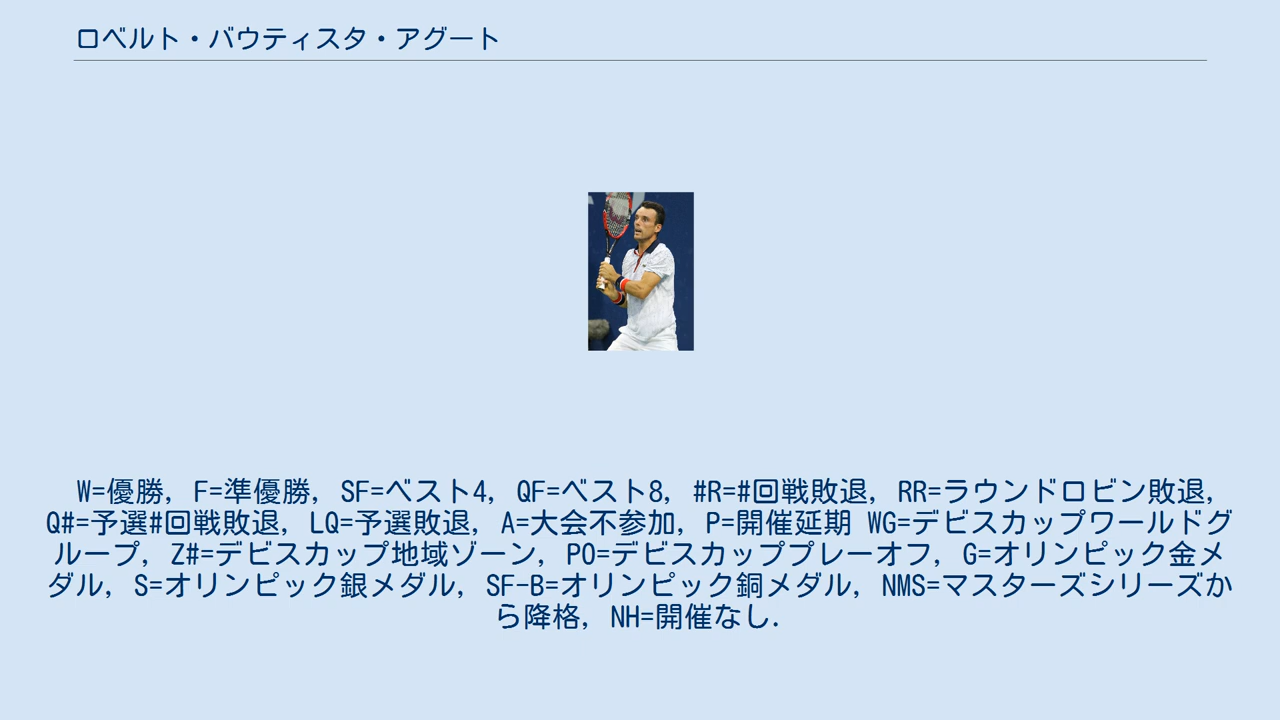 ロベルト・バウティスタ・アグート
W=優勝, F=準優勝, SF=ベスト4, QF=ベスト8, #R=#回戦敗退, RR=ラウンドロビン敗退,
Q#=予選#回戦敗退, LQ=予選敗退, A=大会不参加, P=開催延期 WG=デビスカップワールドグ
ループ, Z#=デビスカップ地域ゾーン, PO=デビスカッププレーオフ, G=オリンピック金メ
ダル, S=オリンピック銀メダル, SF-B=オリンピック銅メダル, NMS=マスターズシリーズか
ら降格, NH=開催なし.